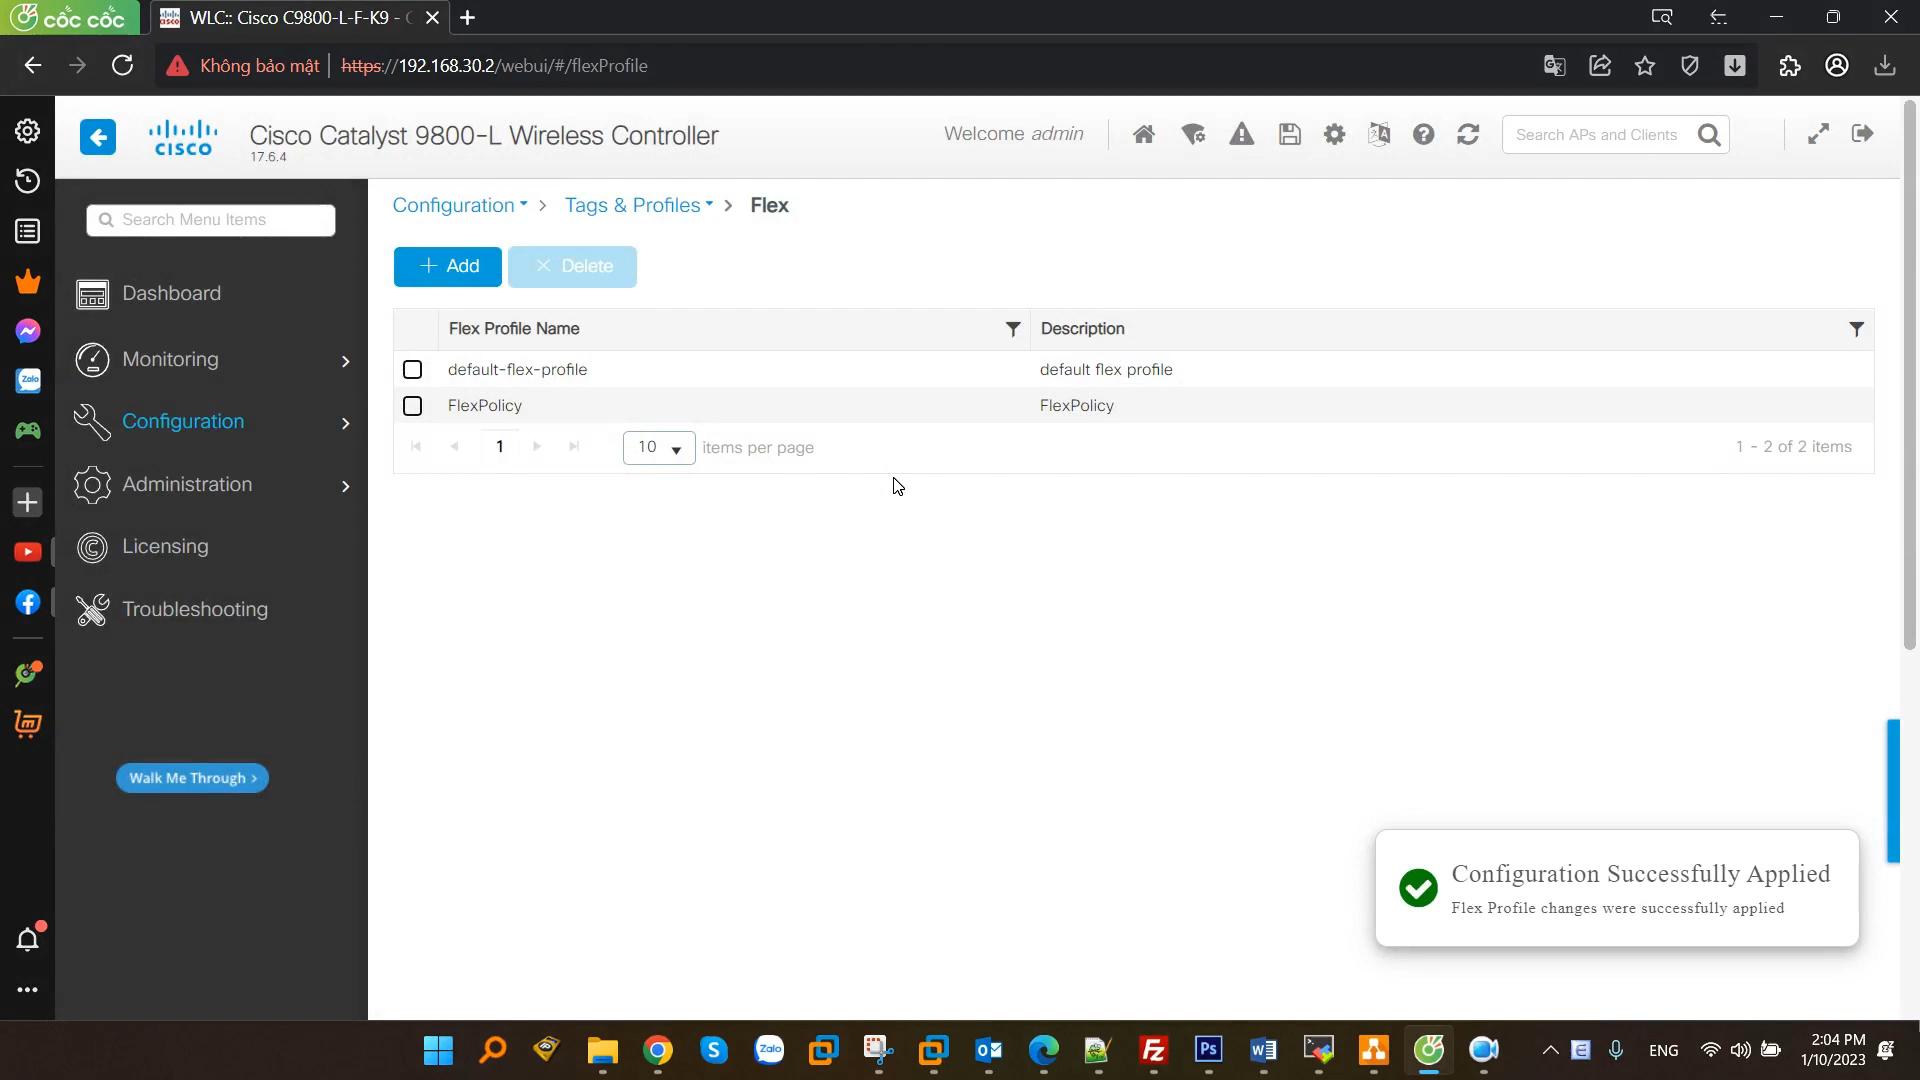 cốc cốc
WLC:: Cisco C9800-L-F-K9 -
Không bảo mật
https://192.168.30.2/webui/#/flexProfile
cisco
Cisco Catalyst 9800-L Wireless Controller
17.6.4
Welcome admin
Search APs and Clients
Search Menu Items
Dashboard
Monitoring
Configuration
Administration
Licensing
Troubleshooting
Walk Me Through >
Configuration > Tags & Profiles > Flex
+ Add
× Delete
Flex Profile Name
Description
default-flex-profile
default flex profile
FlexPolicy
FlexPolicy
1
10
items per page
1 - 2 of 2 items
Configuration Successfully Applied
Flex Profile changes were successfully applied
Zalo
Zalo
Ps
ENG
2:04 PM
1/10/2023